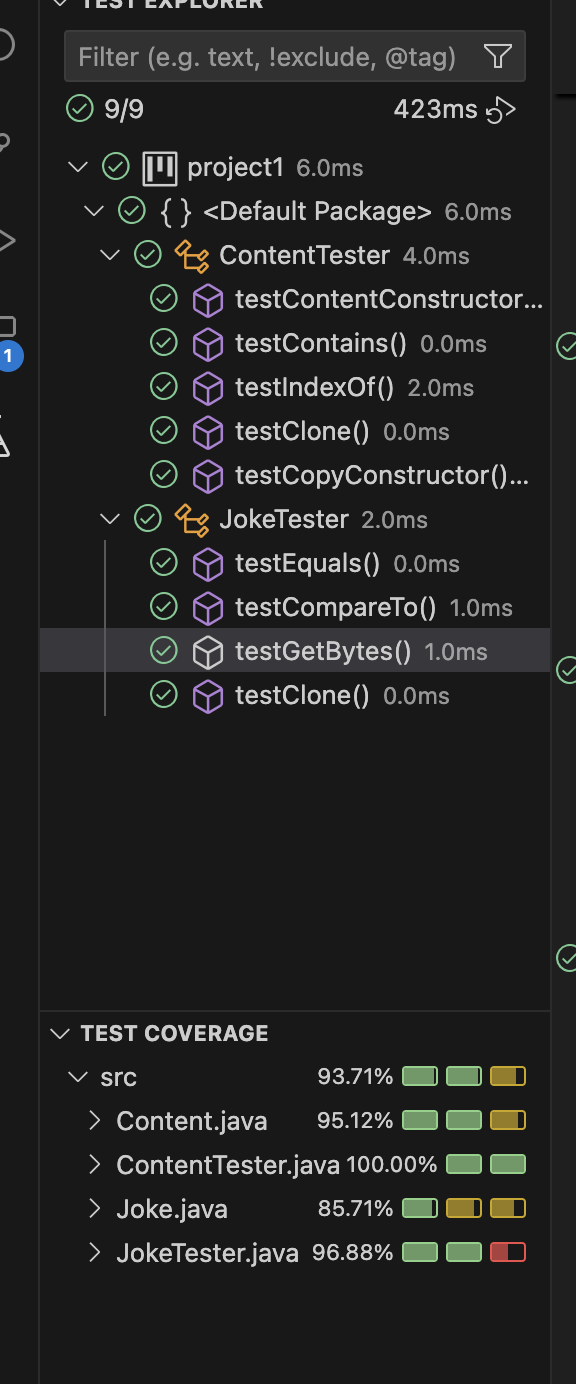 TEST EXPLORER
Filter (e.g. text, !exclude, @tag)
9/9 423ms
project1 6.0ms
{ } <Default Package> 6.0ms
ContentTester 4.0ms
testContentConstructor...
testContains() 0.0ms
testIndexOf() 2.0ms
testClone() 0.0ms
testCopyConstructor()...
JokeTester 2.0ms
testEquals() 0.0ms
testCompareTo() 1.0ms
testGetBytes() 1.0ms
testClone() 0.0ms
1
TEST COVERAGE
src 93.71%
Content.java 95.12%
ContentTester.java 100.00%
Joke.java 85.71%
JokeTester.java 96.88%